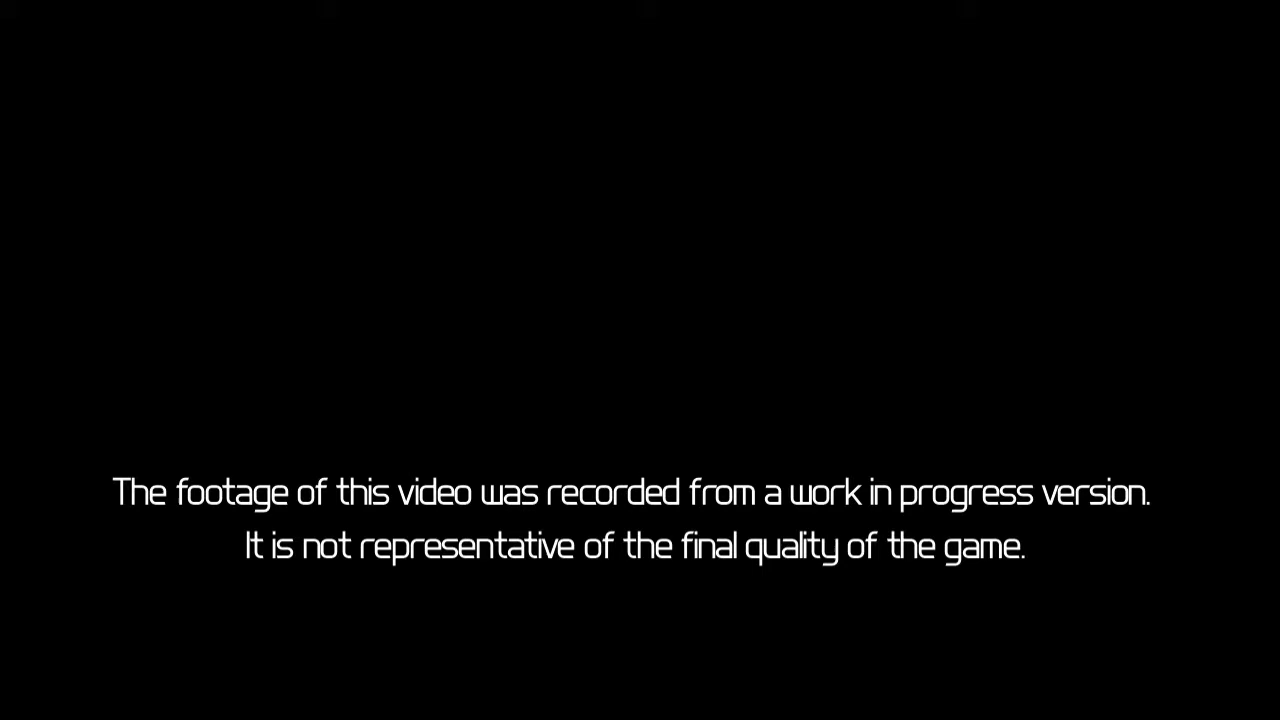 The footage of this video was recorded from a work in progress version.
It is not representative of the final quality of the game.